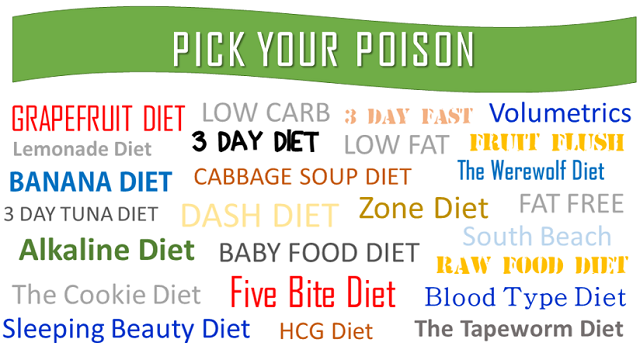 PICK YOUR POISON
GRAPEFRUIT DIET LOW CARB 3 DAY FAST Volumetrics
Lemonade Diet 3 DAY DIET LOW FAT FRUIT FLUSH
BANANA DIET CABBAGE SOUP DIET The Werewolf Diet
3 DAY TUNA DIET DASH DIET Zone Diet FAT FREE
Alkaline Diet BABY FOOD DIET South Beach
RAW FOOD DIET
The Cookie Diet Five Bite Diet Blood Type Diet
Sleeping Beauty Diet HCG Diet The Tapeworm Diet